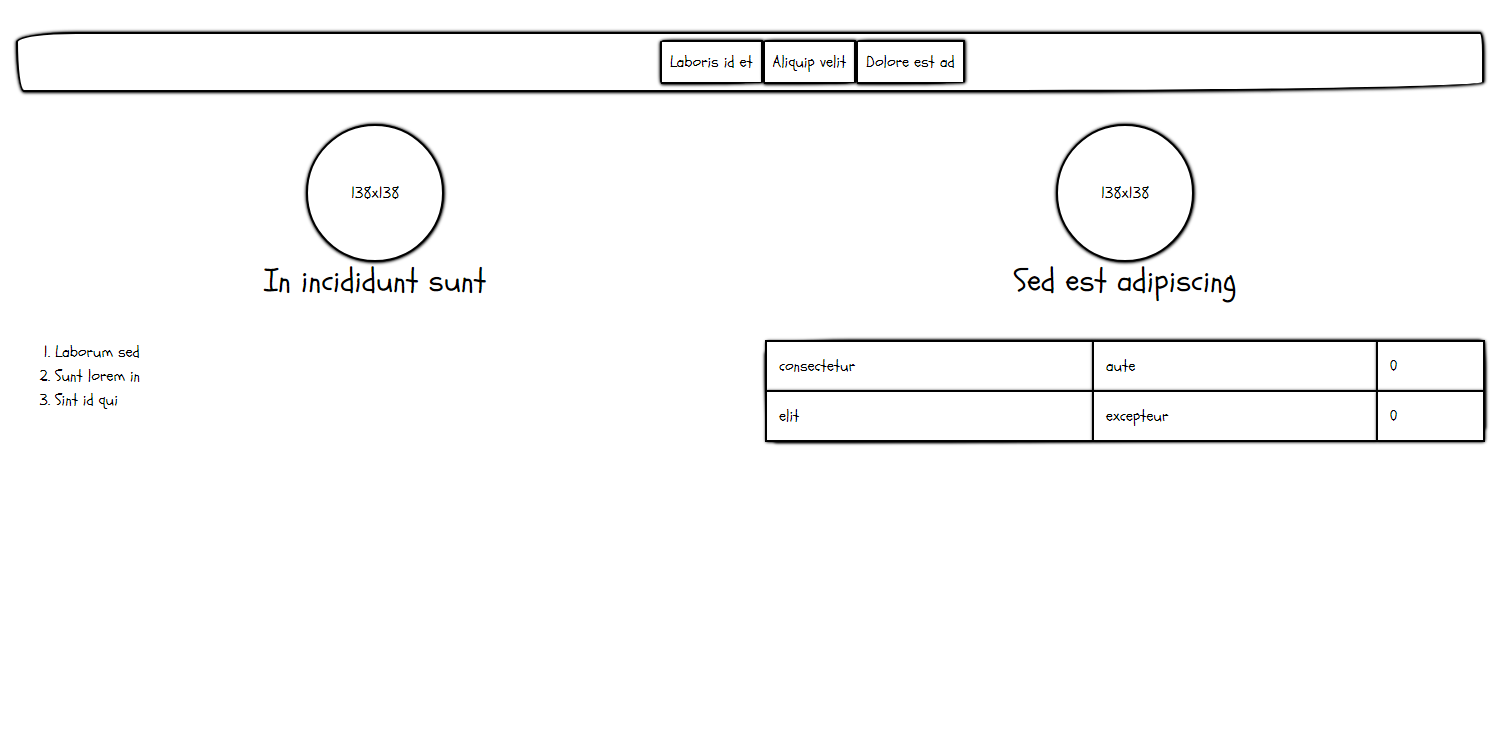 Laboris id et Aliquip velit Dolore est ad
138x138
In incididunt sunt
1. Laborum sed
2. Sunt lorem in
3. Sint id qui
138x138
Sed est adipiscing
consectetur aute 0
elit excepteur 0